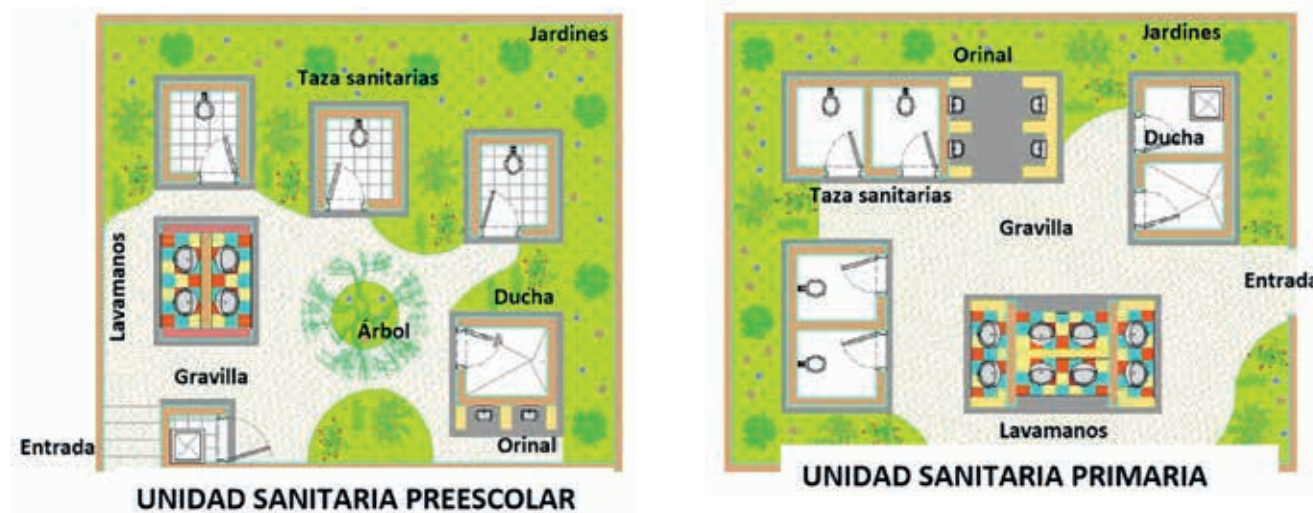 Jardines
Taza sanitarias
Lavamanos
Ducha
Árbol
Gravilla
Entrada
Orinal
UNIDAD SANITARIA PREESCOLAR
Jardines
Orinal
Ducha
Taza sanitarias
Gravilla
Entrada
Lavamanos
UNIDAD SANITARIA PRIMARIA